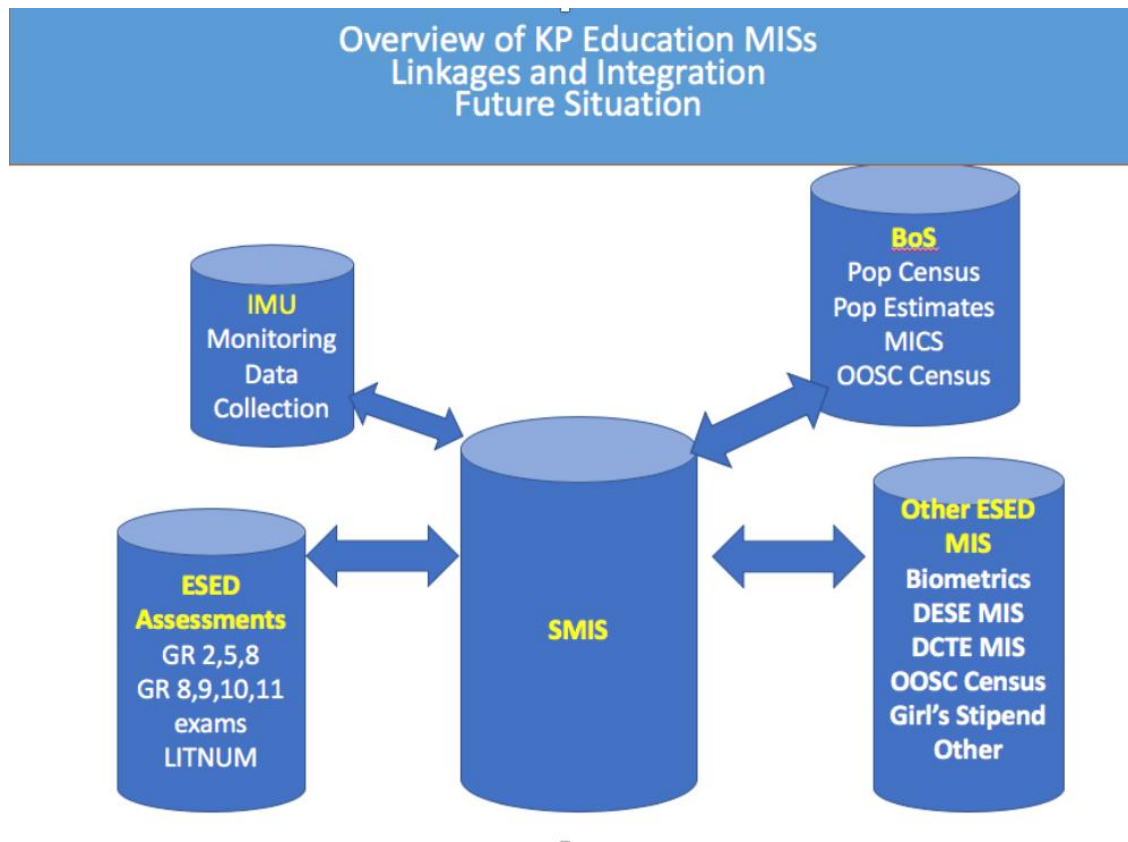 Overview of KP Education MISs
Linkages and Integration
Future Situation
IMU
Monitoring
Data
Collection
BoS
Pop Census
Pop Estimates
MICS
OOSC Census
ESED
Assessments
GR 2,5,8
GR 8,9,10,11
exams
LITNUM
SMIS
Other ESED
MIS
Biometrics
DESE MIS
DCTE MIS
OOSC Census
Girl’s Stipend
Other